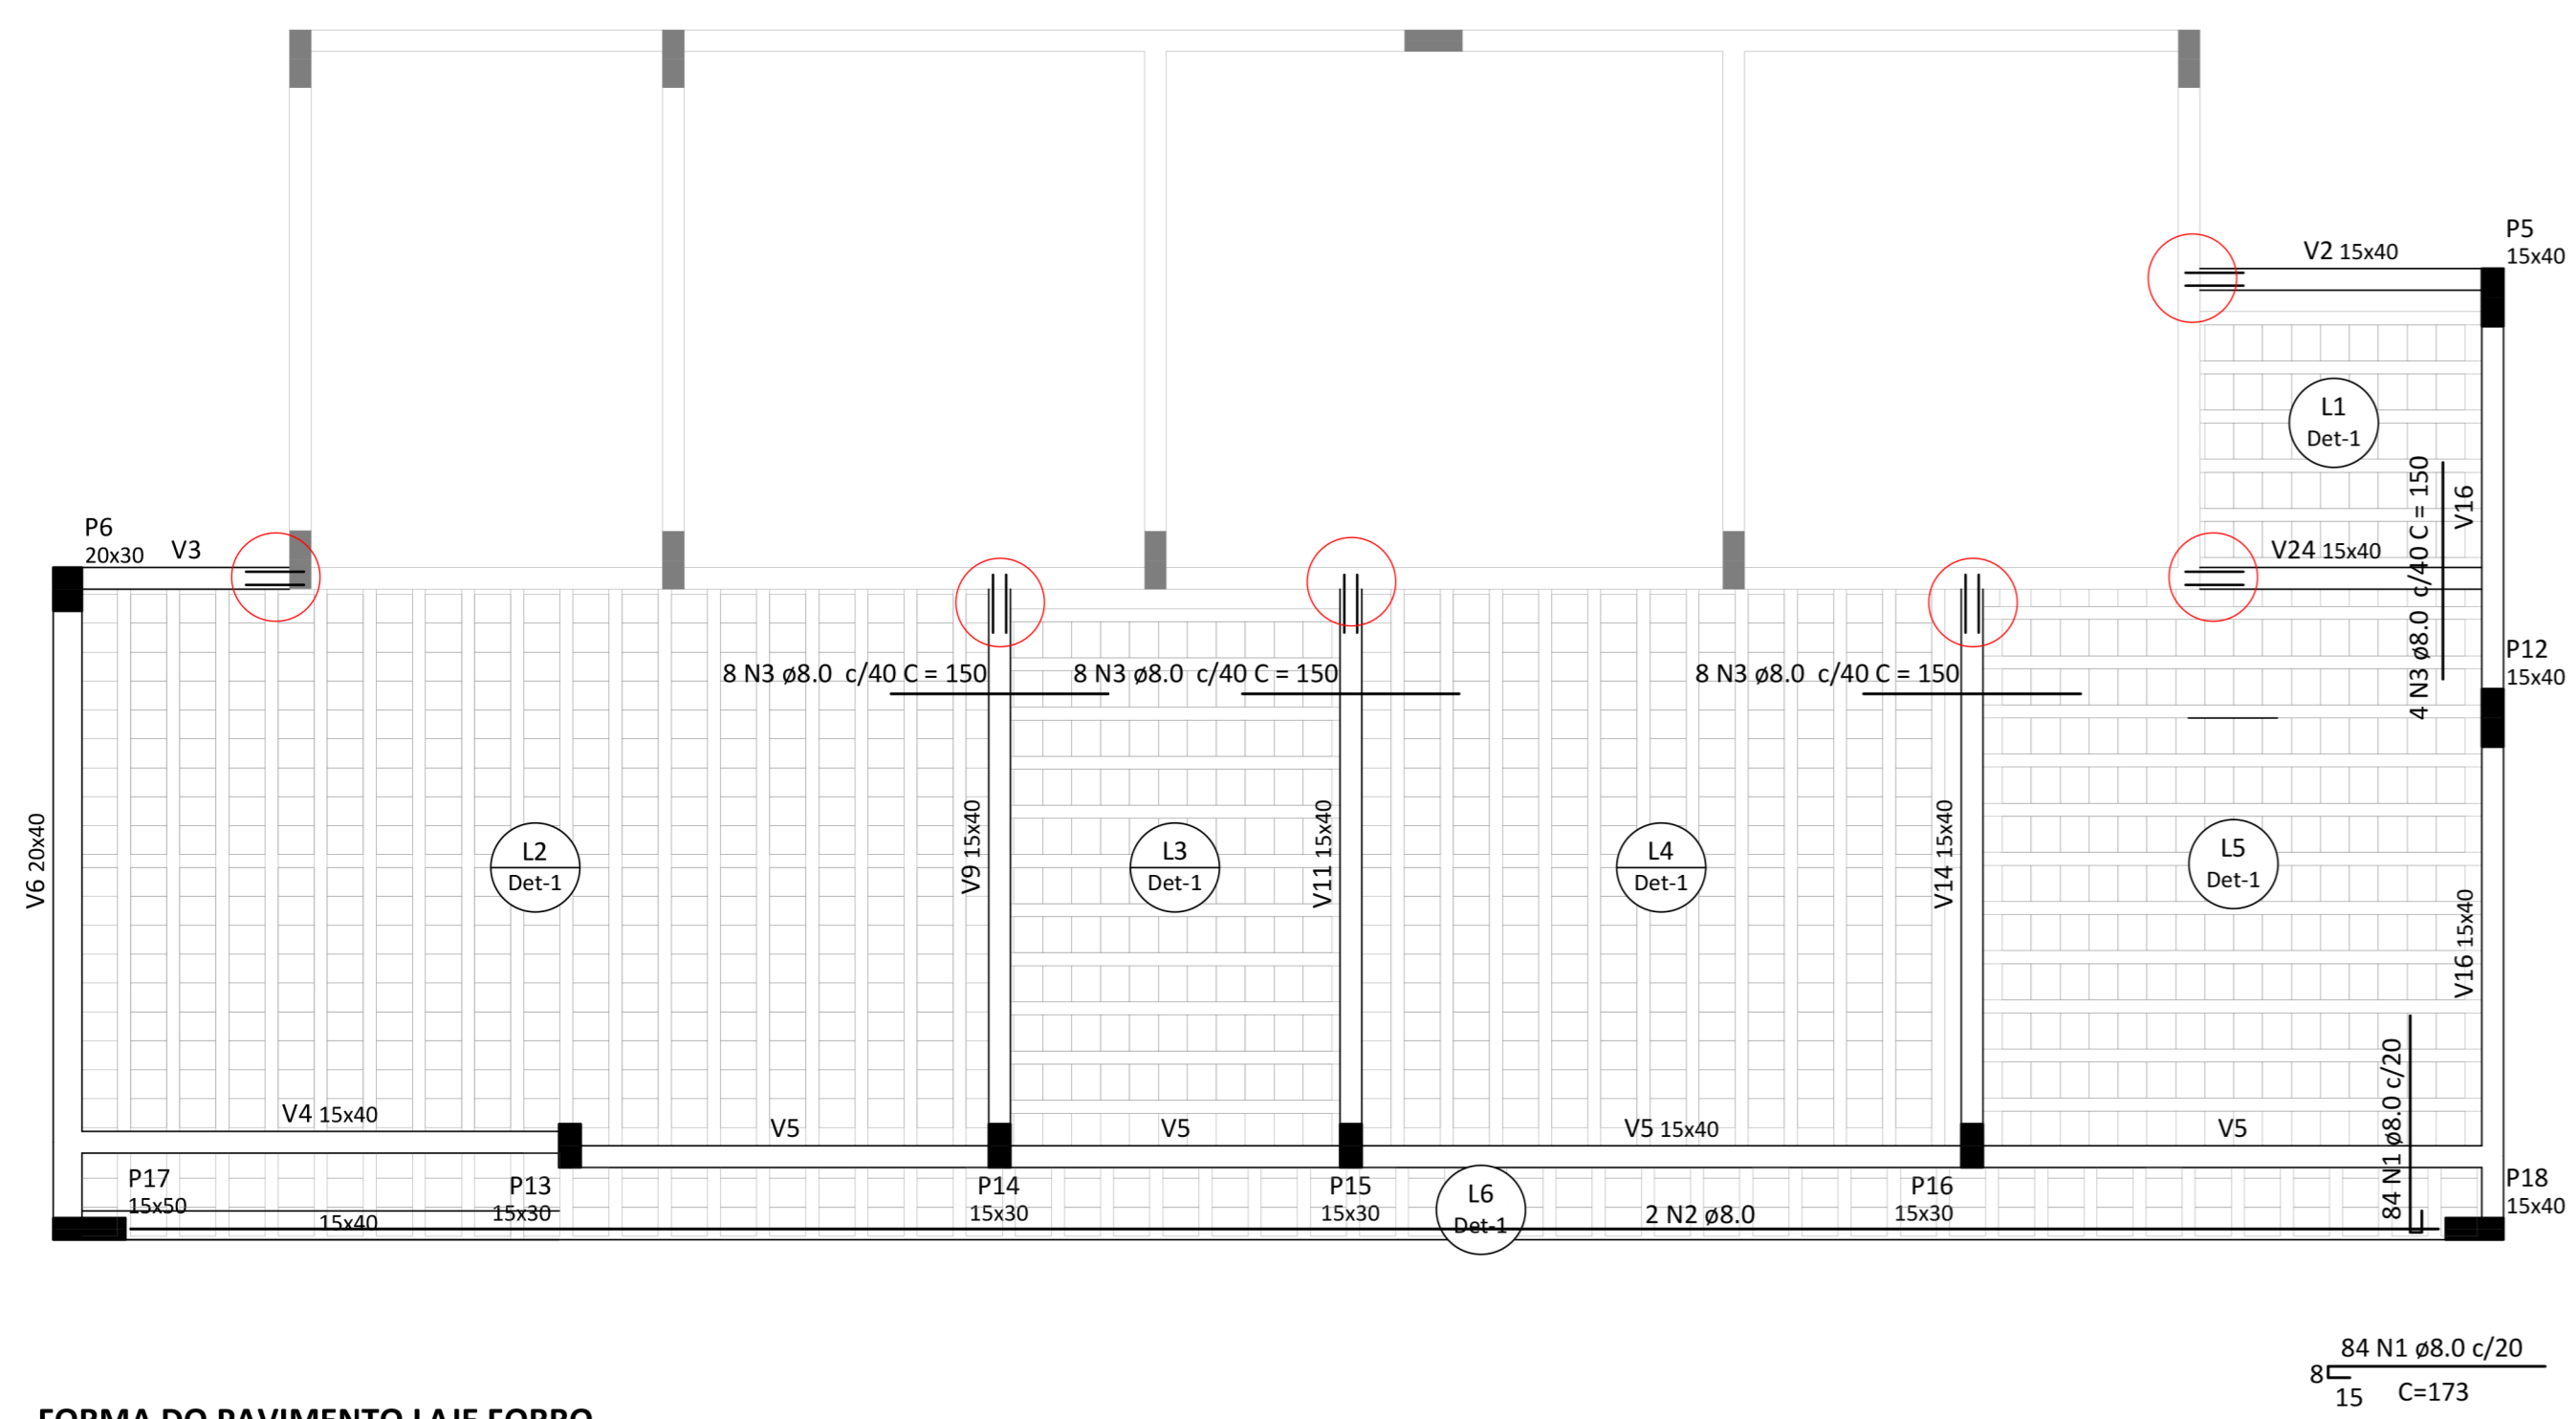 P5
V2 15x40
15x40
L1
Det-1
4 N3 ø8.0 c/40 C = 150
V16
P6
20x30
V3
V24 15x40
P12
15x40
8 N3 ø8.0 c/40 C = 150
8 N3 ø8.0 c/40 C = 150
8 N3 ø8.0 c/40 C = 150
V6 20x40
L2
Det-1
V9 15x40
L3
Det-1
V11 15x40
L4
Det-1
V14 15x40
L5
Det-1
V16 15x40
84 N1 ø8.0 c/20
V4 15x40
V5
V5
V5 15x40
V5
P17
15x50
15x40
P13
15x30
P14
15x30
P15
15x30
L6
Det-1
2 N2 ø8.0
P16
15x30
P18
15x40
84 N1 ø8.0 c/20
8
15
C=173
FORMA DO PAVIMENTO LAJE FORRO